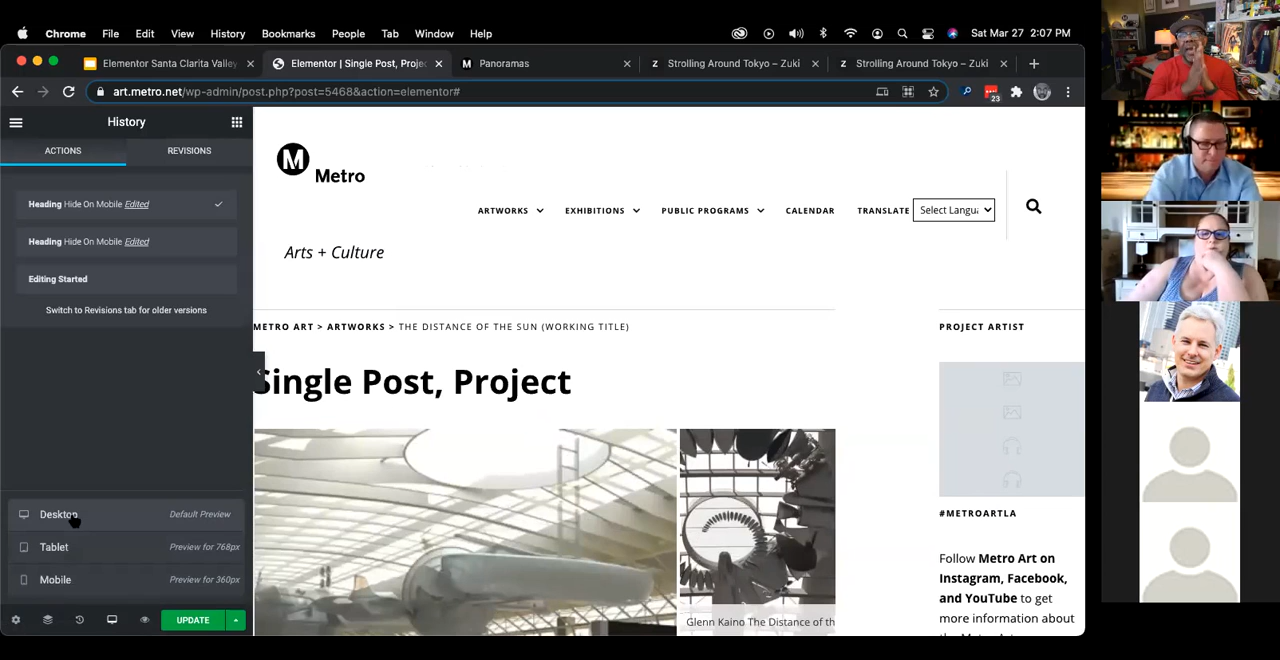 Chrome File Edit View History Bookmarks People Tab Window Help Sat Mar 27 2:07 PM
Elementor Santa Clarita Valley Elementor | Single Post, Projec Panoramas Strolling Around Tokyo – Zuki Strolling Around Tokyo – Zuki
art.metro.net/wp-admin/post.php?post=5468&action=elementor# 23
History
ACTIONS REVISIONS
Heading Hide On Mobile Edited
Heading Hide On Mobile Edited
Editing Started
Switch to Revisions tab for older versions
Desktop Default Preview
Tablet Preview for 768px
Mobile Preview for 360px
UPDATE
M Metro
ARTWORKS EXHIBITIONS PUBLIC PROGRAMS CALENDAR TRANSLATE Select Langu
Arts + Culture
METRO ART > ARTWORKS > THE DISTANCE OF THE SUN (WORKING TITLE)
Single Post, Project
Glenn Kaino The Distance of th
PROJECT ARTIST
#METROARTLA
Follow Metro Art on
Instagram, Facebook,
and YouTube to get
more information about